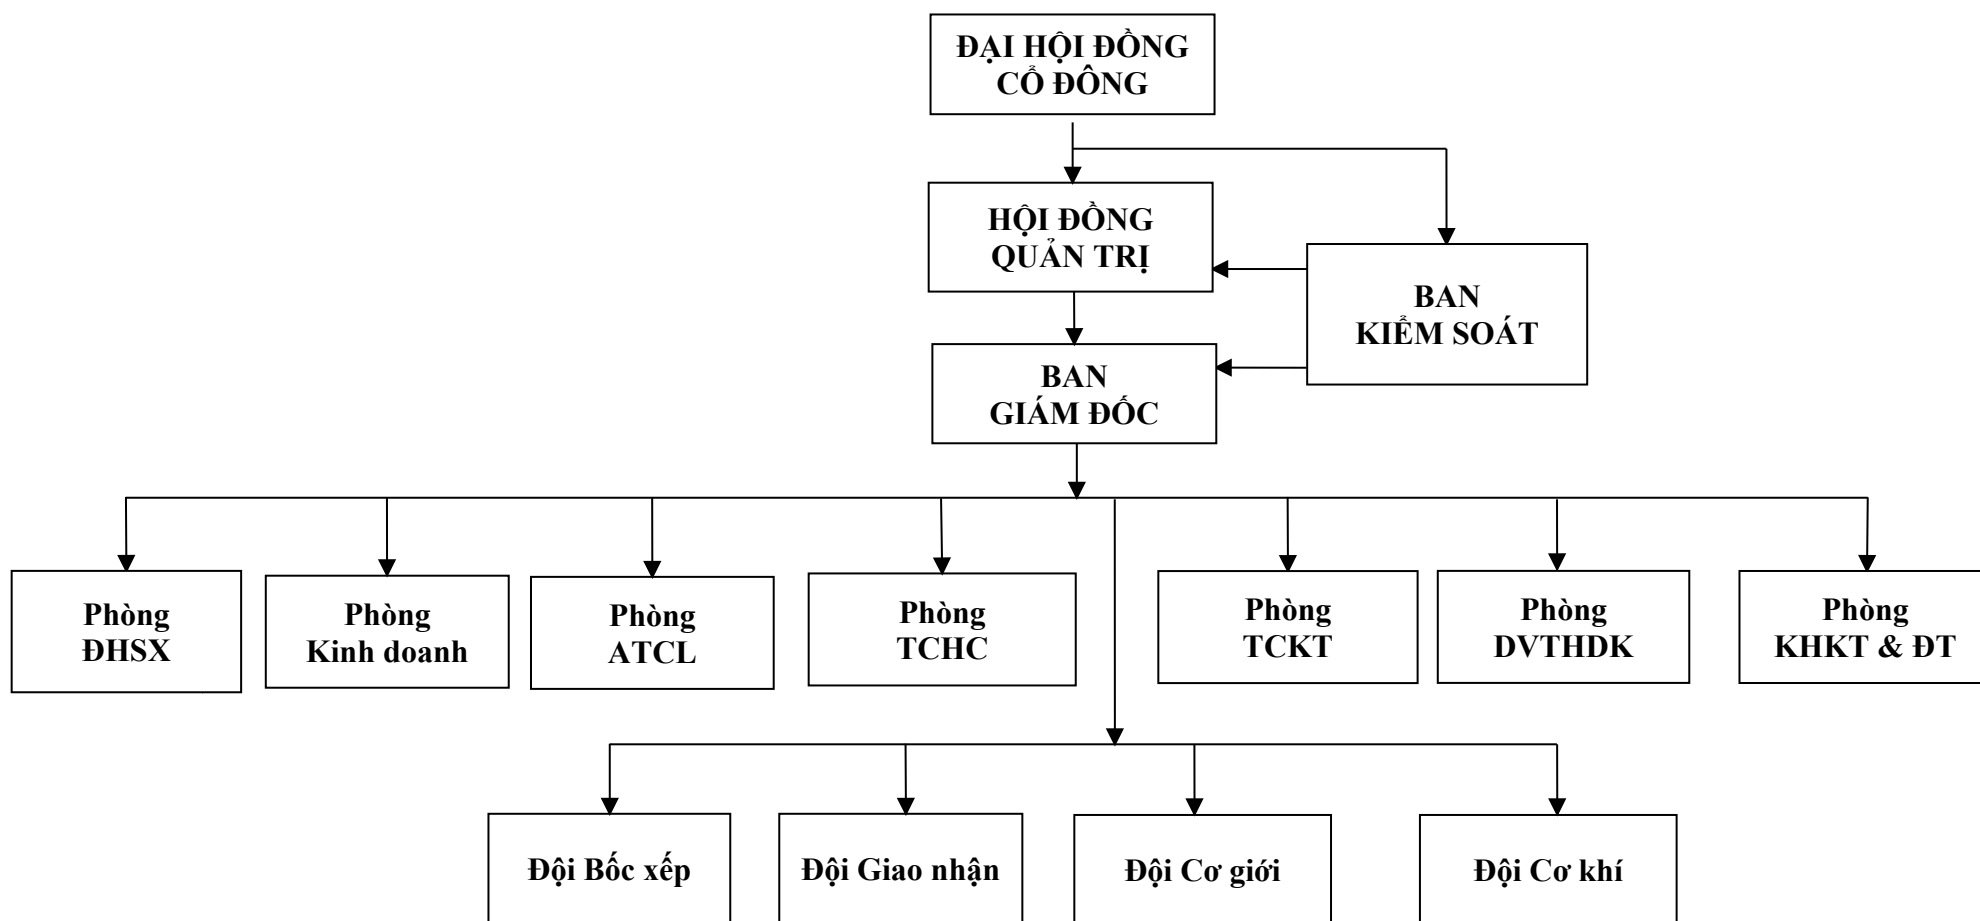 ĐẠI HỘI ĐỒNG
CỔ ĐÔNG
HỘI ĐỒNG
QUẢN TRỊ
BAN
KIỂM SOÁT
BAN
GIÁM ĐỐC
Phòng
ĐHSX
Phòng
Kinh doanh
Phòng
ATCL
Phòng
TCHC
Phòng
TCKT
Phòng
DVTHDK
Phòng
KHKT & ĐT
Đội Bốc xếp
Đội Giao nhận
Đội Cơ giới
Đội Cơ khí